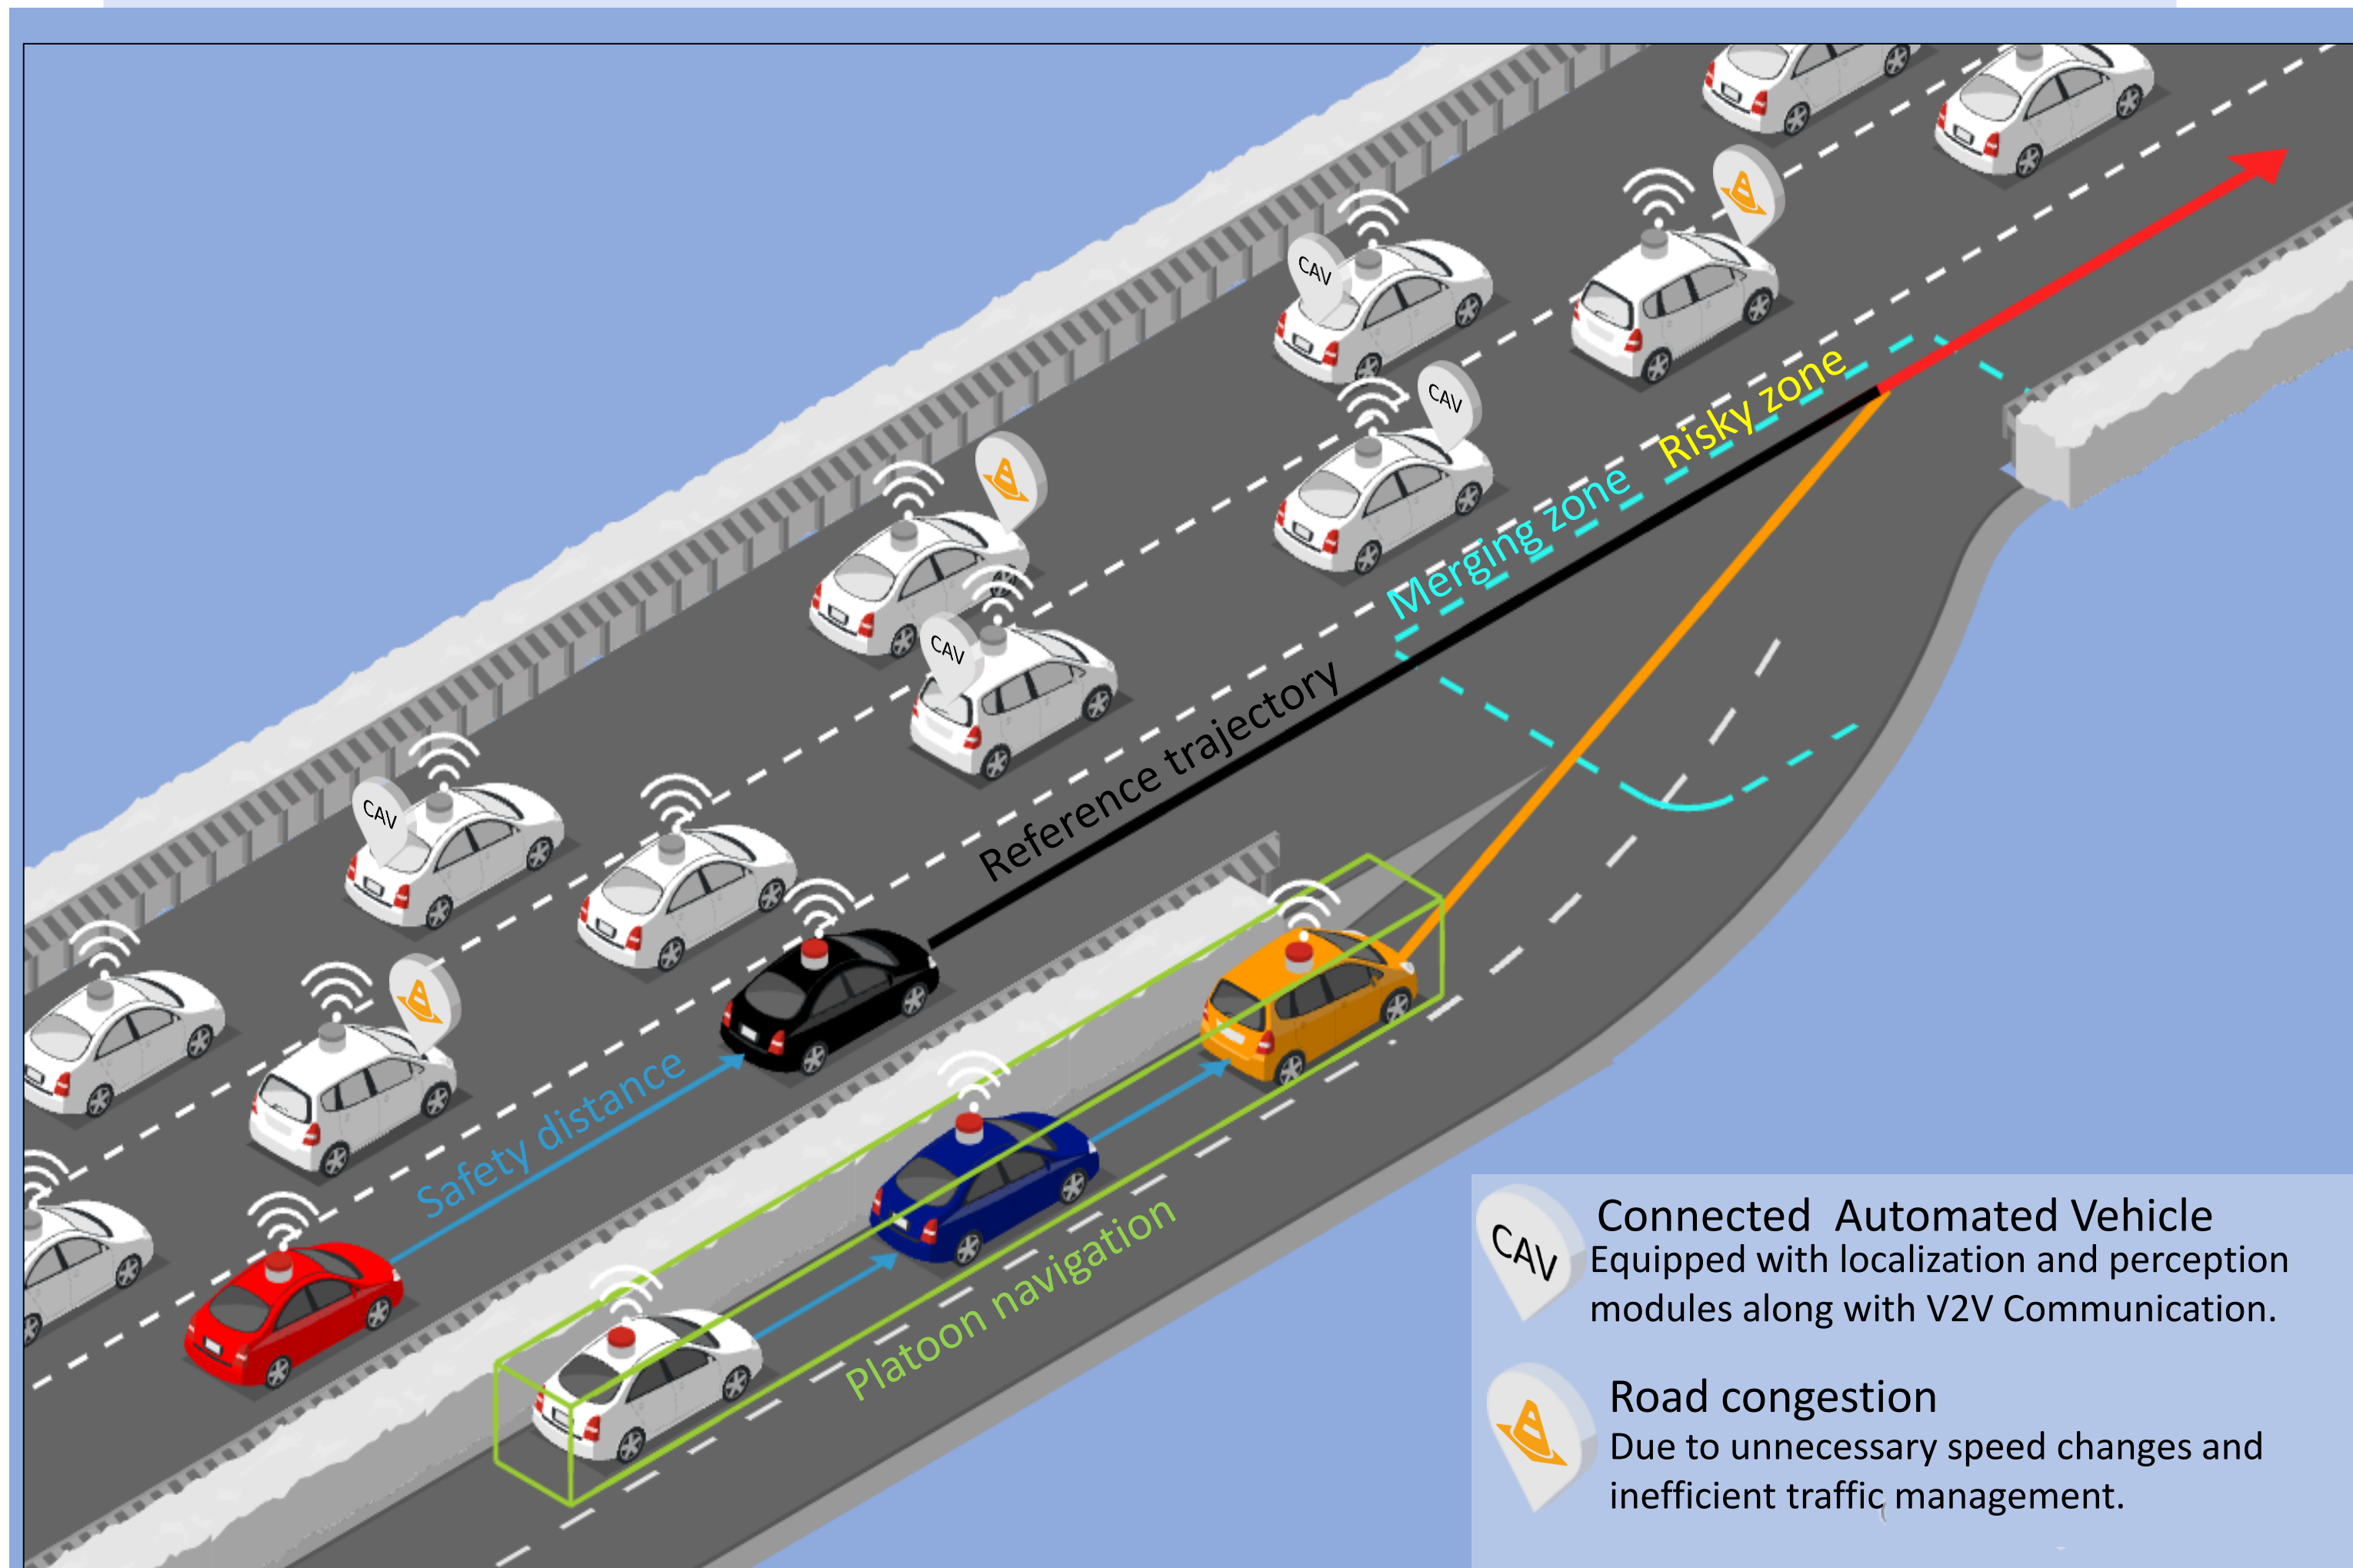 CAV
CAV
CAV
CAV
Risky zone
Merging zone
Reference trajectory
Safety distance
Platoon navigation
CAV
Connected Automated Vehicle
Equipped with localization and perception
modules along with V2V Communication.
Road congestion
Due to unnecessary speed changes and
inefficient traffic management.